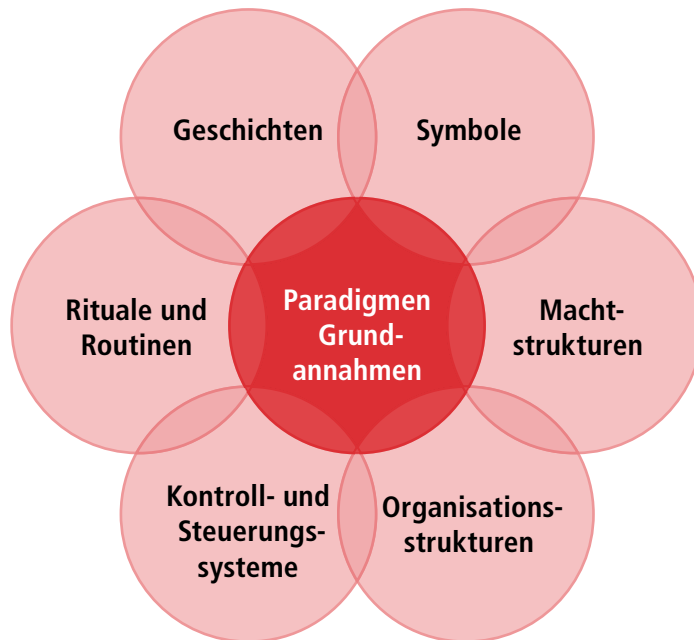 Geschichten
Symbole
Rituale und
Routinen
Paradigmen
Grund-
annahmen
Macht-
strukturen
Kontroll- und
Steuerungs-
systeme
Organisations-
strukturen